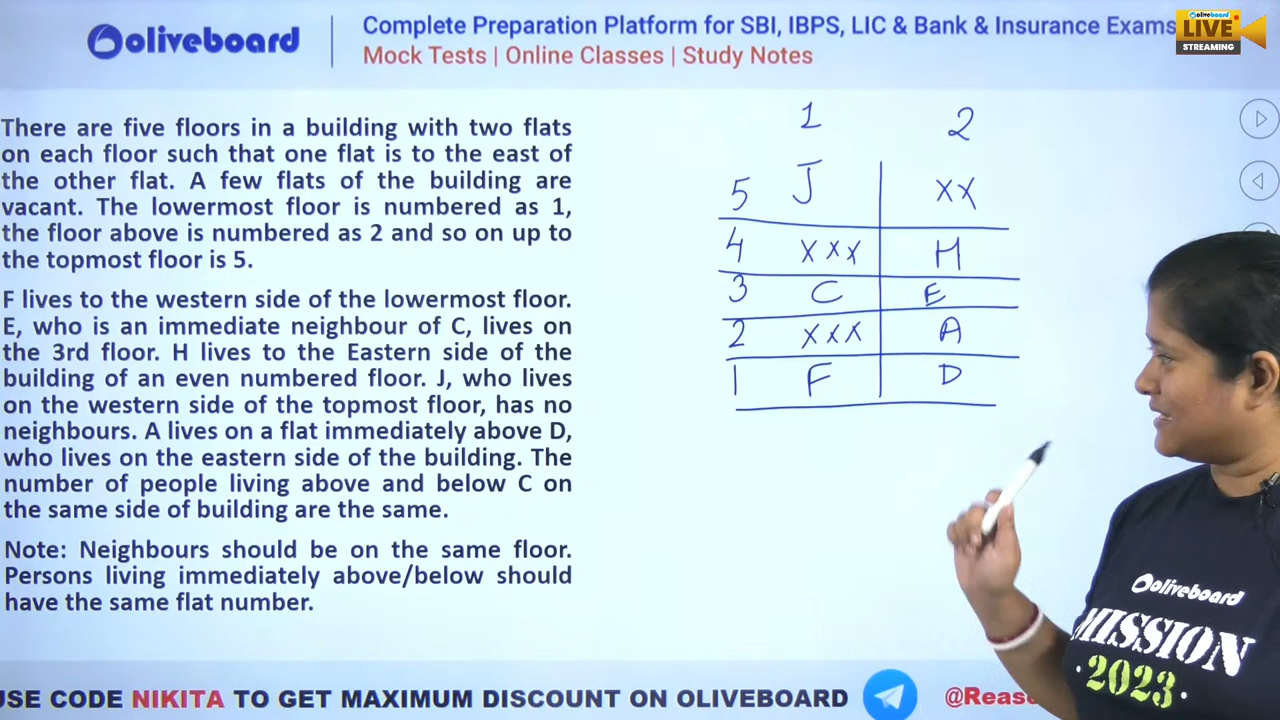 oliveboard
Complete Preparation Platform for SBI, IBPS, LIC & Bank & Insurance Exams
Mock Tests | Online Classes | Study Notes
oliveboard
LIVE
STREAMING
There are five floors in a building with two flats
on each floor such that one flat is to the east of
the other flat. A few flats of the building are
vacant. The lowermost floor is numbered as 1,
the floor above is numbered as 2 and so on up to
the topmost floor is 5.
F lives to the western side of the lowermost floor.
E, who is an immediate neighbour of C, lives on
the 3rd floor. H lives to the Eastern side of the
building of an even numbered floor. J, who lives
on the western side of the topmost floor, has no
neighbours. A lives on a flat immediately above D,
who lives on the eastern side of the building. The
number of people living above and below C on
the same side of building are the same.
Note: Neighbours should be on the same floor.
Persons living immediately above/below should
have the same flat number.
1 2
5 J XX
4 XXX H
3 C E
2 XXX A
1 F D
oliveboard
MISSION
2023
USE CODE NIKITA TO GET MAXIMUM DISCOUNT ON OLIVEBOARD
@Reas